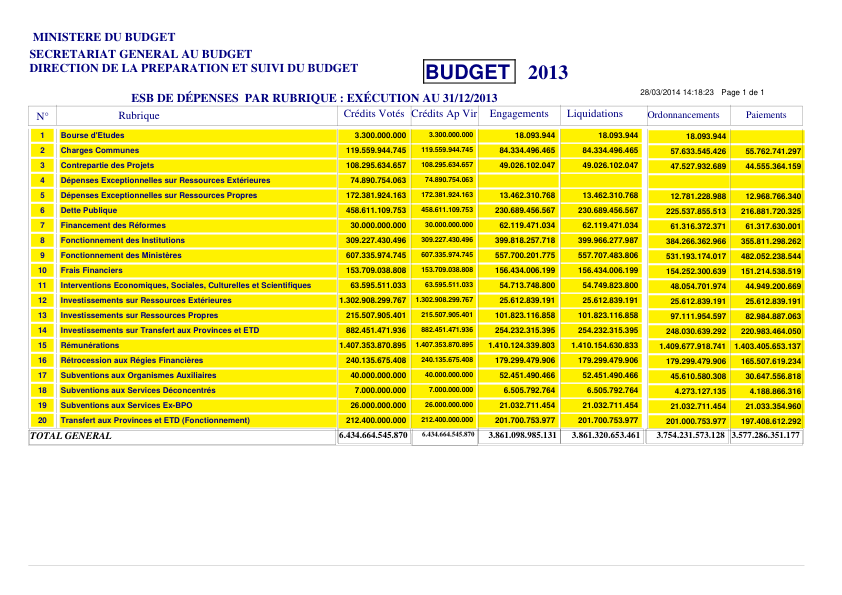 MINISTERE DU BUDGET
SECRETARIAT GENERAL AU BUDGET
DIRECTION DE LA PREPARATION ET SUIVI DU BUDGET
BUDGET 2013
28/03/2014 14:18:23 Page 1 de 1
ESB DE DÉPENSES PAR RUBRIQUE : EXÉCUTION AU 31/12/2013
N° Rubrique Crédits Votés Crédits Ap Vir Engagements Liquidations Ordonnancements Paiements
1 Bourse d'Etudes 3.300.000.000 3.300.000.000 18.093.944 18.093.944 18.093.944
2 Charges Communes 119.559.944.745 119.559.944.745 84.334.496.465 84.334.496.465 57.633.545.426 55.762.741.297
3 Contrepartie des Projets 108.295.634.657 108.295.634.657 49.026.102.047 49.026.102.047 47.527.932.689 44.555.364.159
4 Dépenses Exceptionnelles sur Ressources Extérieures 74.890.754.063 74.890.754.063
5 Dépenses Exceptionnelles sur Ressources Propres 172.381.924.163 172.381.924.163 13.462.310.768 13.462.310.768 12.781.228.988 12.968.766.340
6 Dette Publique 458.611.109.753 458.611.109.753 230.689.456.567 230.689.456.567 225.537.855.513 216.881.720.325
7 Financement des Réformes 30.000.000.000 30.000.000.000 62.119.471.034 62.119.471.034 61.316.372.371 61.317.630.001
8 Fonctionnement des Institutions 309.227.430.496 309.227.430.496 399.818.257.718 399.966.277.987 384.266.362.966 355.811.298.262
9 Fonctionnement des Ministères 607.335.974.745 607.335.974.745 557.700.201.775 557.707.483.806 531.193.174.017 482.052.238.544
10 Frais Financiers 153.709.038.808 153.709.038.808 156.434.006.199 156.434.006.199 154.252.300.639 151.214.538.519
11 Interventions Economiques, Sociales, Culturelles et Scientifiques 63.595.511.033 63.595.511.033 54.713.748.800 54.749.823.800 48.054.701.974 44.949.200.669
12 Investissements sur Ressources Extérieures 1.302.908.299.767 1.302.908.299.767 25.612.839.191 25.612.839.191 25.612.839.191 25.612.839.191
13 Investissements sur Ressources Propres 215.507.905.401 215.507.905.401 101.823.116.858 101.823.116.858 97.111.954.597 82.984.887.063
14 Investissements sur Transfert aux Provinces et ETD 882.451.471.936 882.451.471.936 254.232.315.395 254.232.315.395 248.030.639.292 220.983.464.050
15 Rémunérations 1.407.353.870.895 1.407.353.870.895 1.410.124.339.803 1.410.154.630.833 1.409.677.918.741 1.403.405.653.137
16 Rétrocession aux Régies Financières 240.135.675.408 240.135.675.408 179.299.479.906 179.299.479.906 179.299.479.906 165.507.619.234
17 Subventions aux Organismes Auxiliaires 40.000.000.000 40.000.000.000 52.451.490.466 52.451.490.466 45.610.580.308 30.647.556.818
18 Subventions aux Services Déconcentrés 7.000.000.000 7.000.000.000 6.505.792.764 6.505.792.764 4.273.127.135 4.188.866.316
19 Subventions aux Services Ex-BPO 26.000.000.000 26.000.000.000 21.032.711.454 21.032.711.454 21.032.711.454 21.033.354.960
20 Transfert aux Provinces et ETD (Fonctionnement) 212.400.000.000 212.400.000.000 201.700.753.977 201.700.753.977 201.000.753.977 197.408.612.292
TOTAL GENERAL 6.434.664.545.870 6.434.664.545.870 3.861.098.985.131 3.861.320.653.461 3.754.231.573.128 3.577.286.351.177